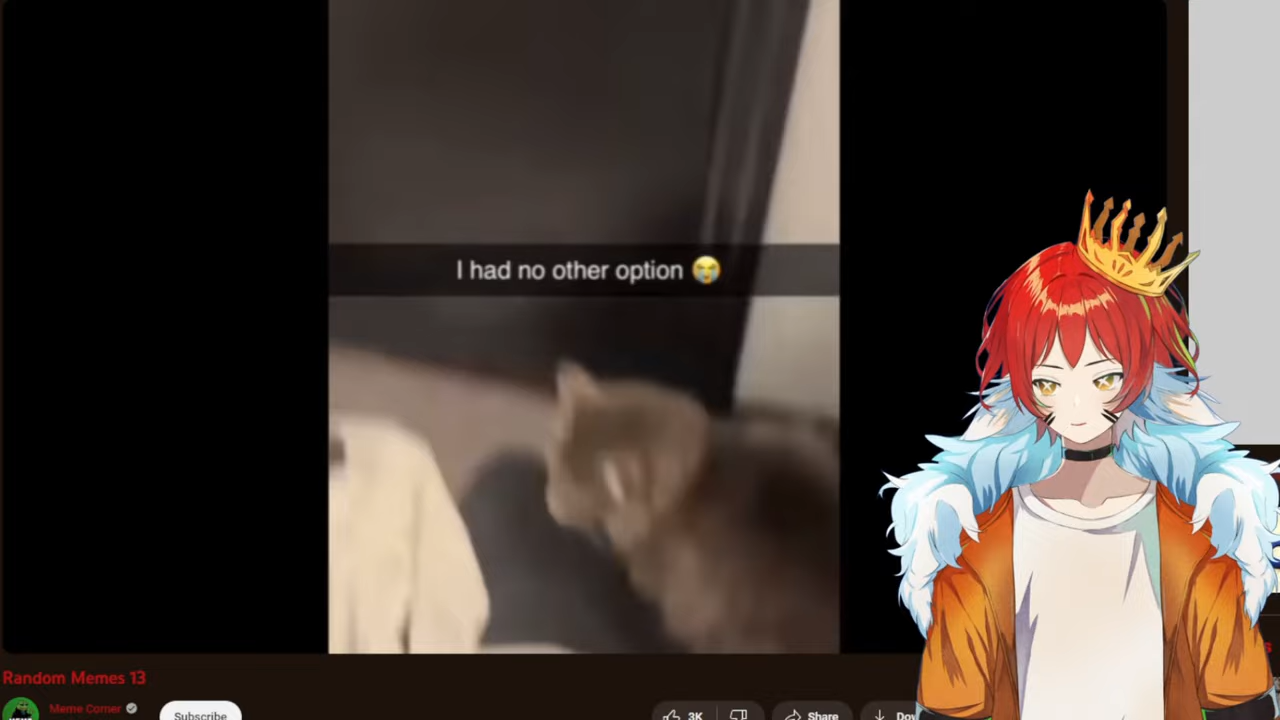 I had no other option 😭
Random Memes 13
Meme Corner
Subscribe
3K
Share